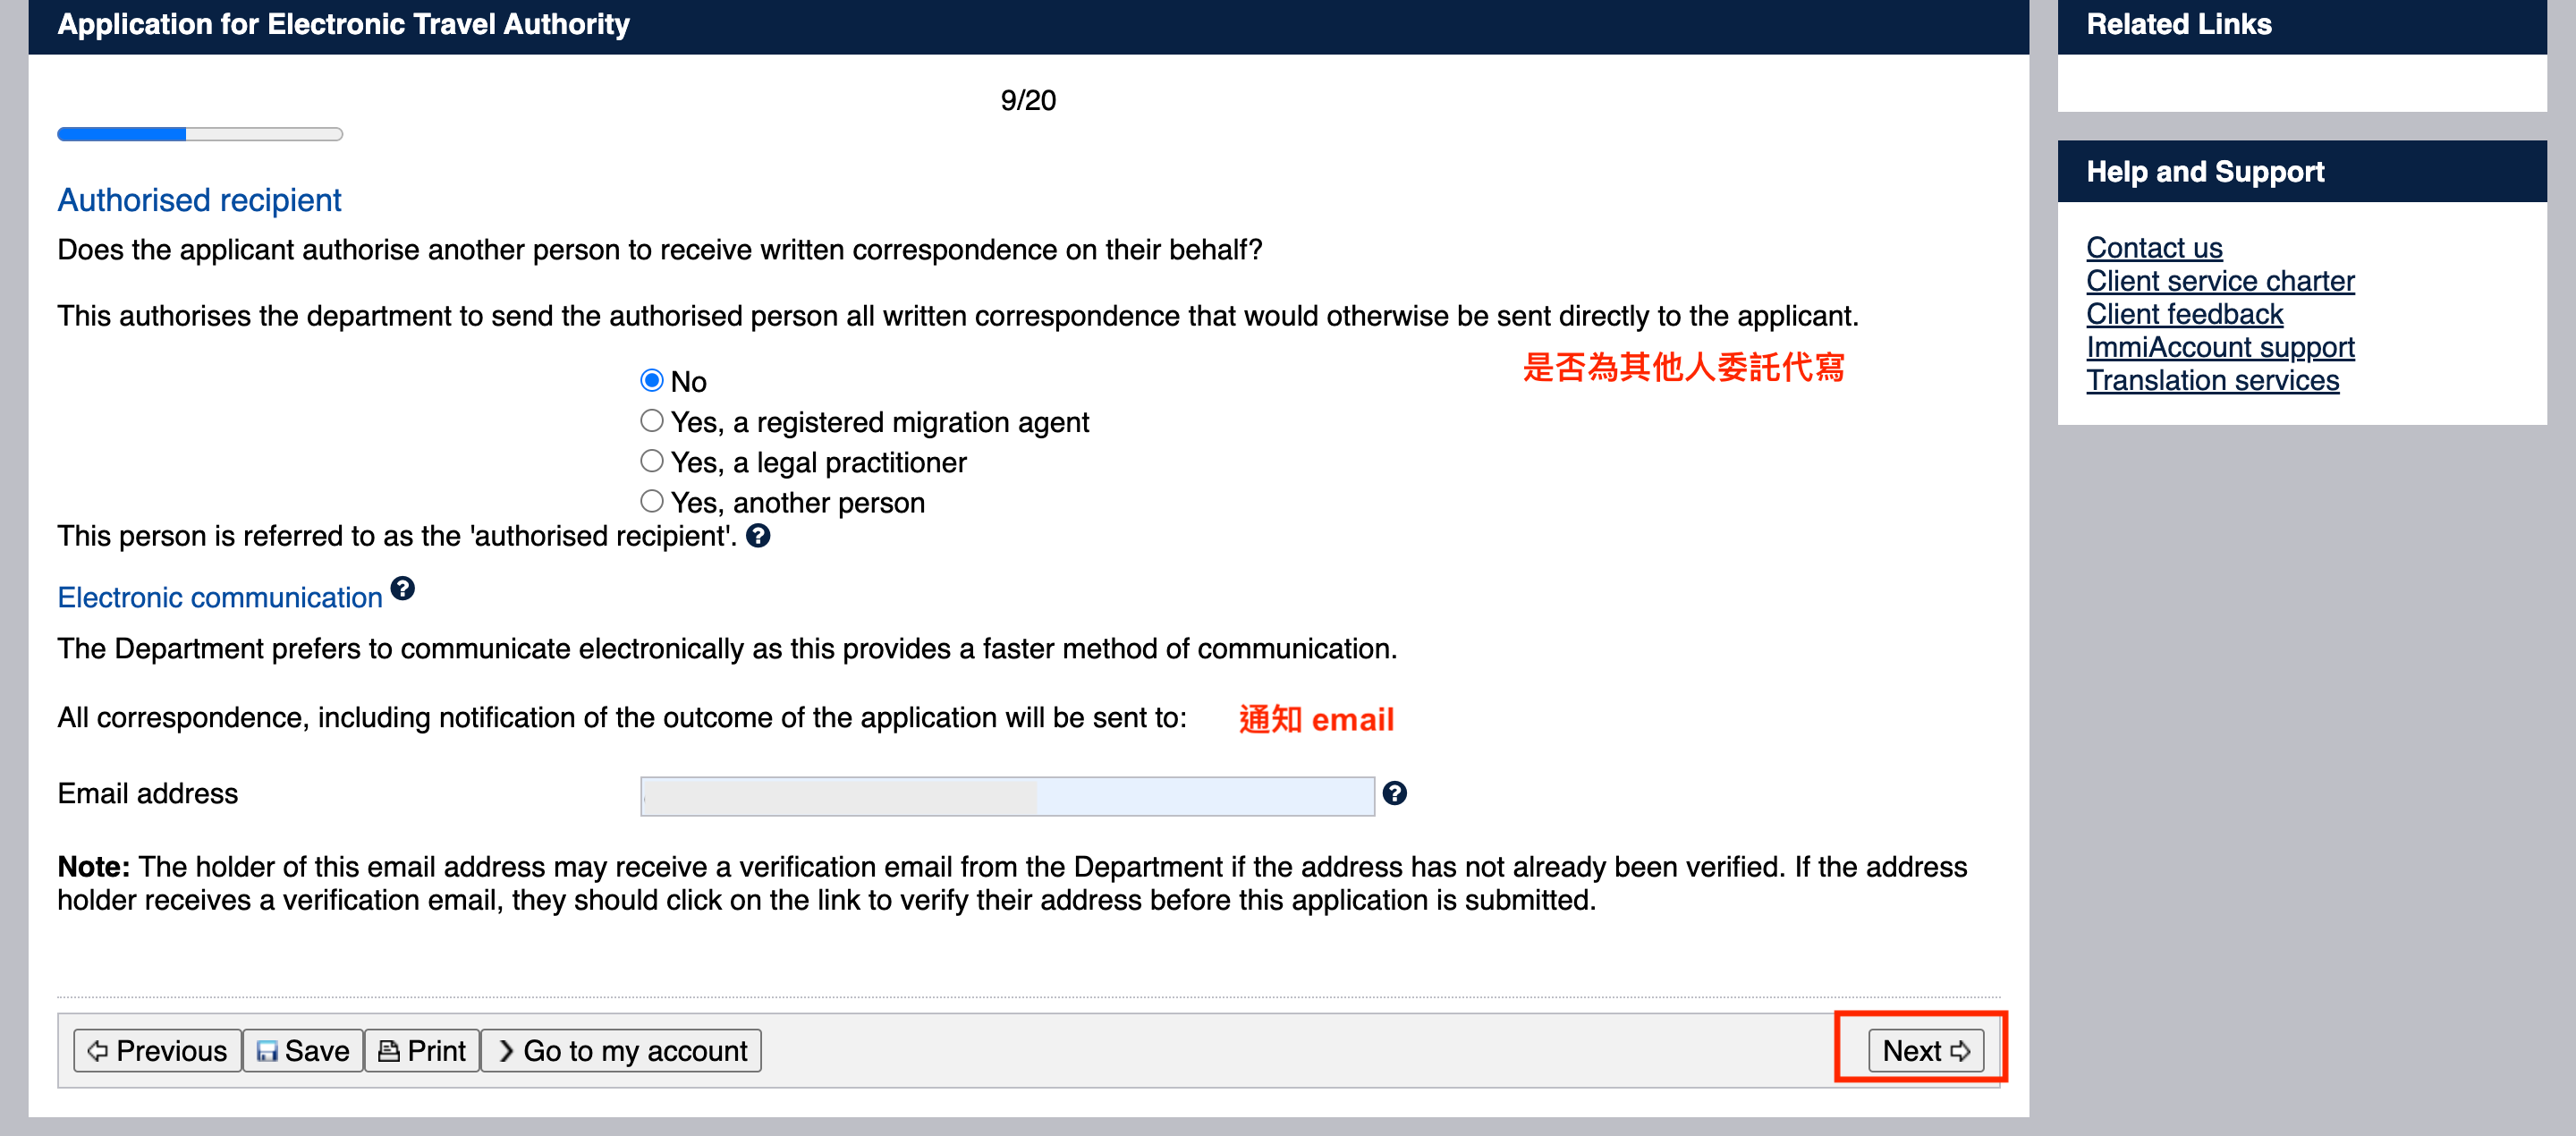 Application for Electronic Travel Authority
9/20
Authorised recipient
Does the applicant authorise another person to receive written correspondence on their behalf?
This authorises the department to send the authorised person all written correspondence that would otherwise be sent directly to the applicant.
是否為其他人委託代寫
No
Yes, a registered migration agent
Yes, a legal practitioner
Yes, another person
This person is referred to as the 'authorised recipient'. ?
Electronic communication ?
The Department prefers to communicate electronically as this provides a faster method of communication.
All correspondence, including notification of the outcome of the application will be sent to: 通知 email
Email address ?
Note: The holder of this email address may receive a verification email from the Department if the address has not already been verified. If the address
holder receives a verification email, they should click on the link to verify their address before this application is submitted.
Previous Save Print Go to my account Next
Related Links
Help and Support
Contact us
Client service charter
Client feedback
ImmiAccount support
Translation services